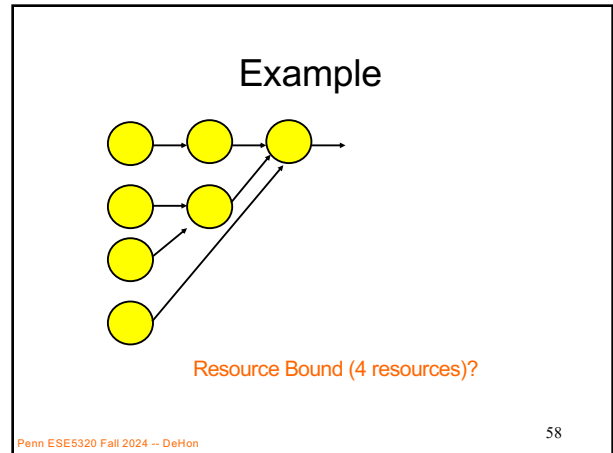 Example
Resource Bound (4 resources)?
Penn ESE5320 Fall 2024 -- DeHon
58